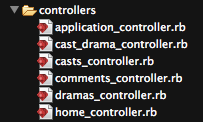 controllers
application_controller.rb
cast_drama_controller.rb
casts_controller.rb
comments_controller.rb
dramas_controller.rb
home_controller.rb